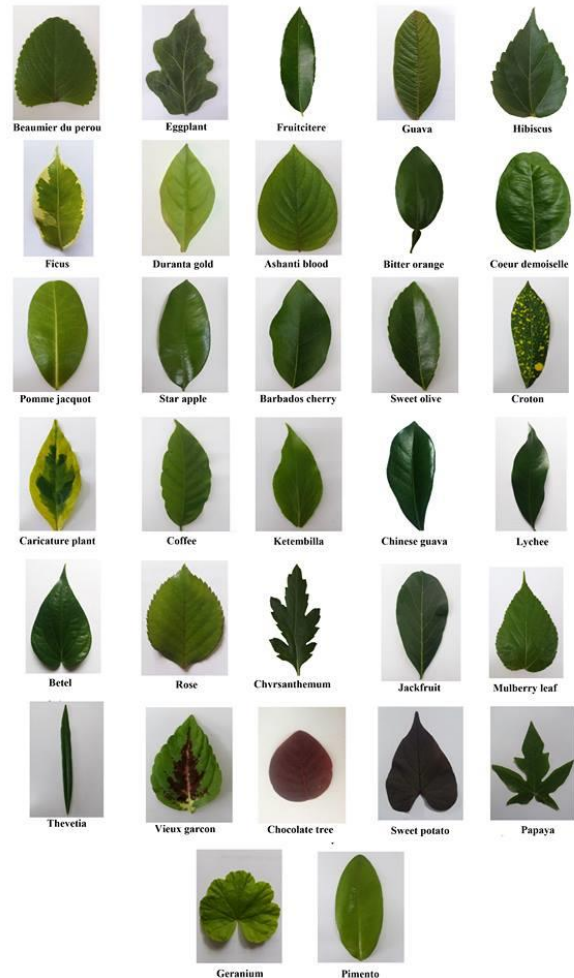 Beaumier du perou
Eggplant
Fruitcitere
Guava
Hibiscus
Ficus
Duranta gold
Ashanti blood
Bitter orange
Coeur demoiselle
Pomme jacquot
Star apple
Barbados cherry
Sweet olive
Croton
Caricature plant
Coffee
Ketembilla
Chinese guava
Lychee
Betel
Rose
Chvrsanthemum
Jackfruit
Mulberry leaf
Thevetia
Vieux garcon
Chocolate tree
Sweet potato
Papaya
Geranium
Pimento